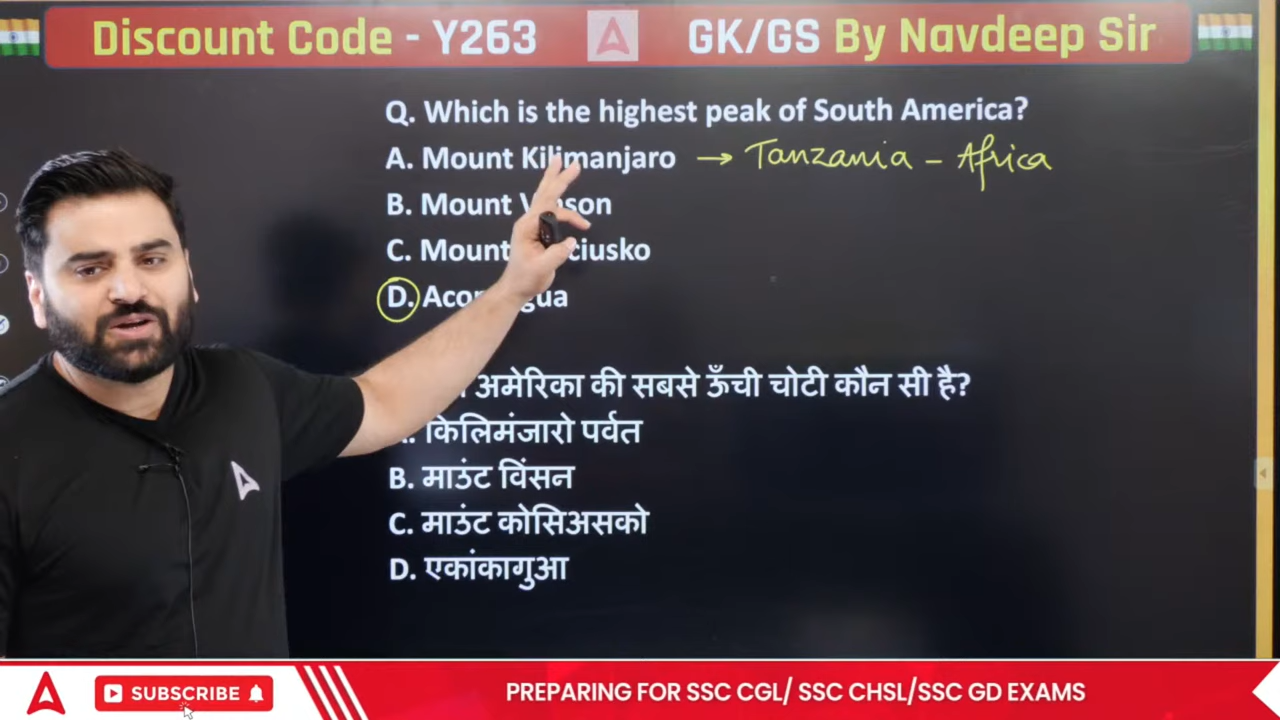 Discount Code - Y263 GK/GS By Navdeep Sir
Q. Which is the highest peak of South America?
A. Mount Kilimanjaro → Tanzania - Africa
B. Mount
C. Mount
D.
अमेरिका की सबसे ऊँची चोटी कौन सी है?
किलिमंजारो पर्वत
B. माउंट विंसन
C. माउंट कोसिअसको
D. एकांकागुआ
SUBSCRIBE
PREPARING FOR SSC CGL/ SSC CHSL/SSC GD EXAMS